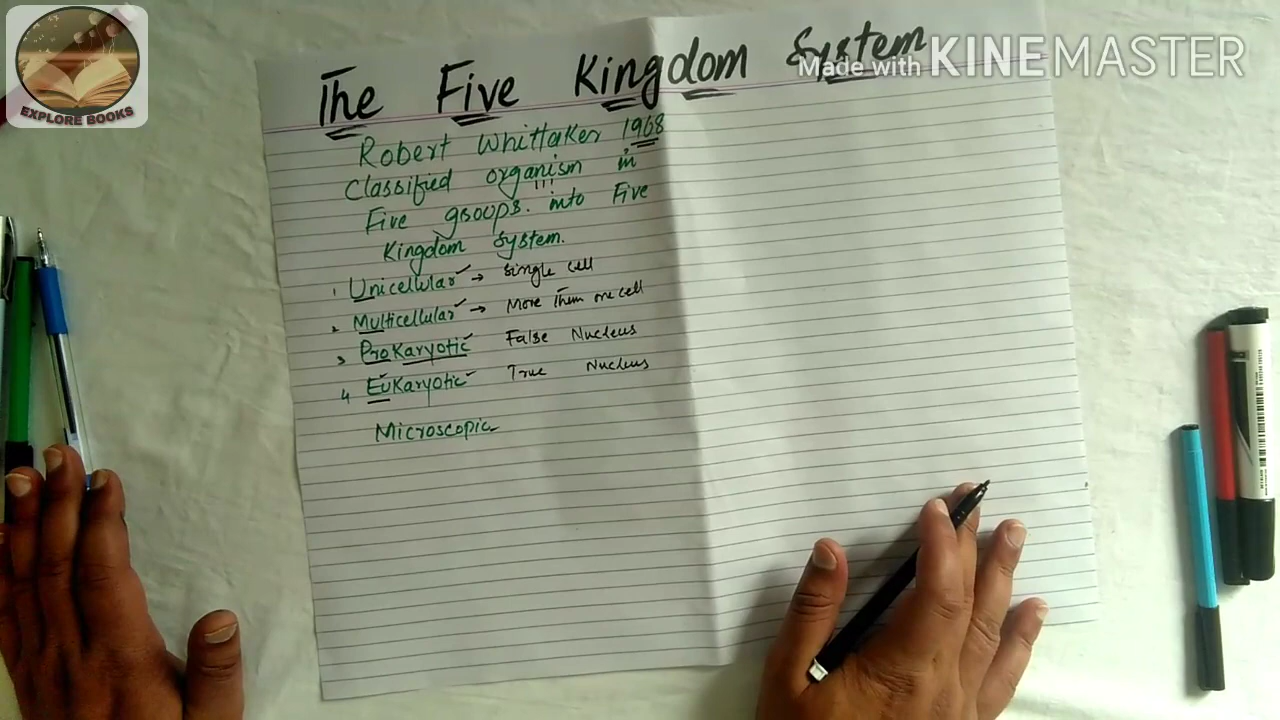 EXPLORE BOOKS
Made with KINEMASTER
The Five Kingdom System
Robert Whittaker 1968
Classified organism in
Five groops. into Five
Kingdom System.
1 Unicellular → Single cell
2 Multicellular → More Them one cell
3 ProKaryotic False Nucleus
4 EuKaryotic True Nucleus
Microscopic